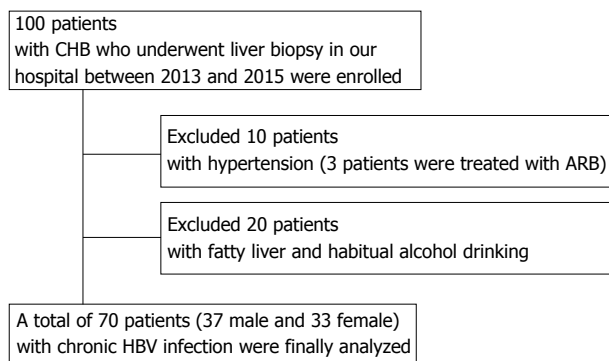 100 patients
with CHB who underwent liver biopsy in our
hospital between 2013 and 2015 were enrolled
Excluded 10 patients
with hypertension (3 patients were treated with ARB)
Excluded 20 patients
with fatty liver and habitual alcohol drinking
A total of 70 patients (37 male and 33 female)
with chronic HBV infection were finally analyzed